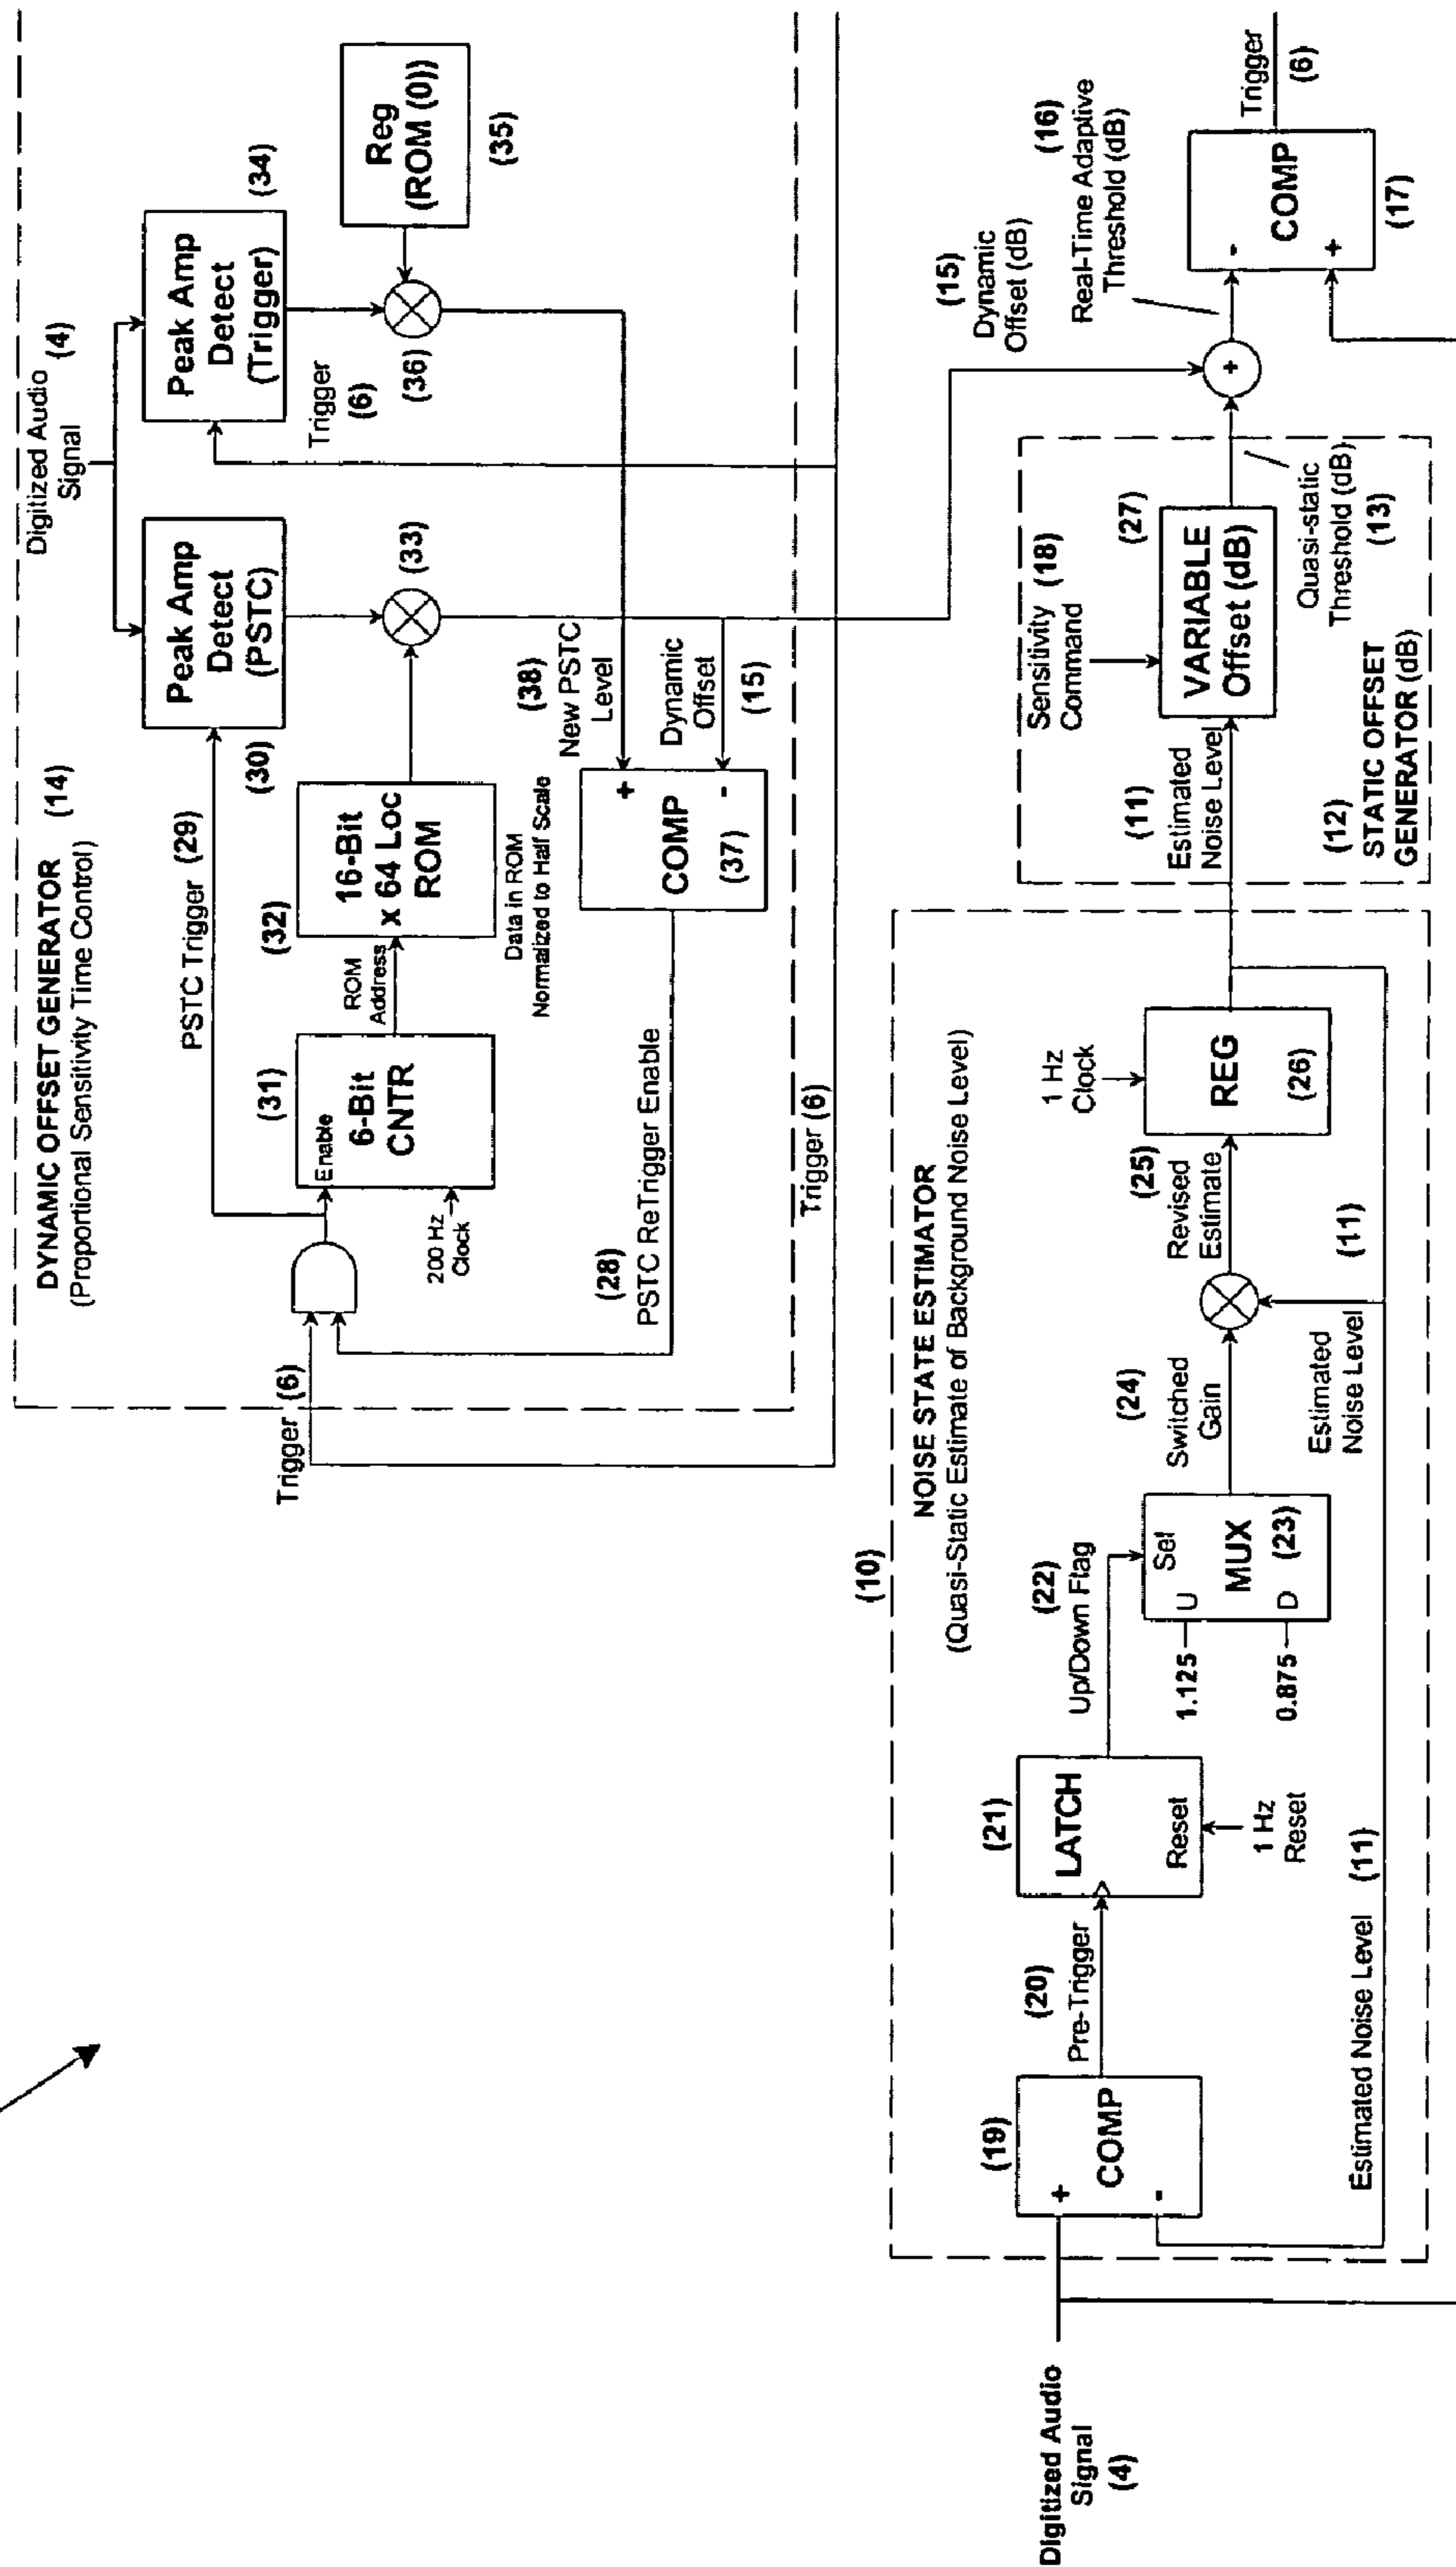 DYNAMIC OFFSET GENERATOR
(Proportional Sensitivity Time Control)
(14)
Digitized Audio
Signal
(4)
PSTC Trigger (29)
Peak Amp
Detect
(PSTC)
(30)
Peak Amp
Detect
(Trigger)
(34)
Trigger (6)
Enable
6-Bit
CNTR
(31)
200 Hz
Clock
ROM
Address
16-Bit
x 64 Loc
ROM
(32)
Data in ROM
Normalized to Half Scale
(33)
Trigger
(6)
(36)
Reg
(ROM (0))
(35)
(38)
New PSTC
Level
Dynamic
Offset
(15)
+
-
COMP
(37)
(28)
PSTC ReTrigger Enable
Trigger (6)
(10)
NOISE STATE ESTIMATOR
(Quasi-Static Estimate of Background Noise Level)
Digitized Audio
Signal
(4)
(19)
+
-
COMP
(20)
Pre-Trigger
(21)
LATCH
Reset
1 Hz
Reset
(22)
Up/Down Flag
1.125
0.875
U
D
Sel
MUX
(23)
(24)
Switched
Gain
(25)
Revised
Estimate
1 Hz
Clock
REG
(26)
Estimated
Noise Level
(11)
Estimated Noise Level (11)
(11)
Estimated
Noise Level
(12)
STATIC OFFSET
GENERATOR (dB)
Sensitivity (18)
Command
VARIABLE
Offset (dB)
(27)
Quasi-static
Threshold (dB)
(13)
(15)
Dynamic
Offset (dB)
+
(16)
Real-Time Adaptive
Threshold (dB)
-
+
COMP
(17)
Trigger
(6)